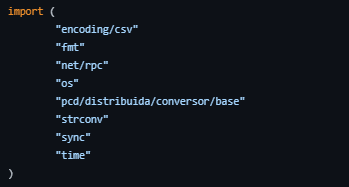 import (
"encoding/csv"
"fmt"
"net/rpc"
"os"
"pcd/distribuida/conversor/base"
"strconv"
"sync"
"time"
)